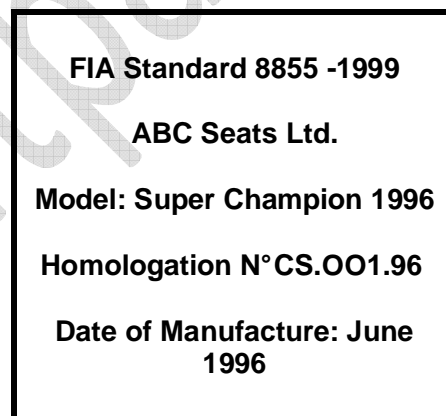 FIA Standard 8855 -1999
ABC Seats Ltd.
Model: Super Champion 1996
Homologation N°CS.OO1.96
Date of Manufacture: June
1996